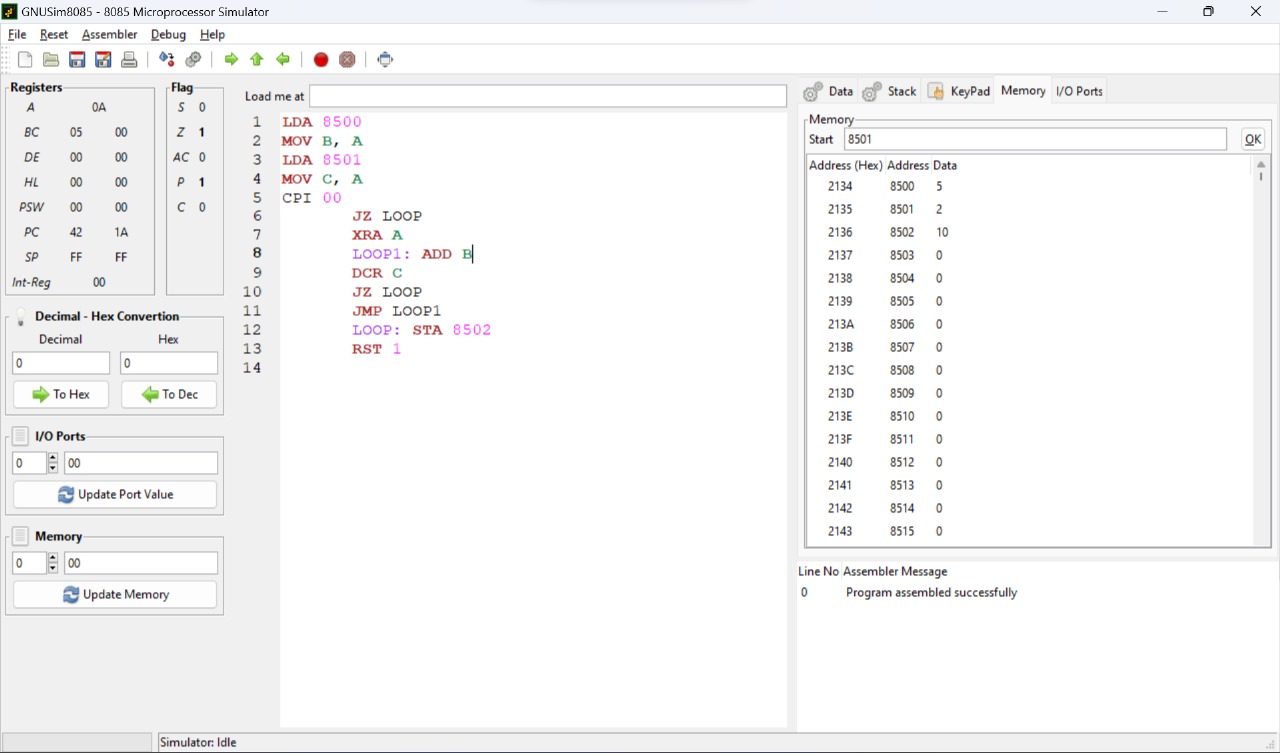 GNUSim8085 - 8085 Microprocessor Simulator
File Reset Assembler Debug Help
Registers
A 0A
BC 05 00
DE 00 00
HL 00 00
PSW 00 00
PC 42 1A
SP FF FF
Int-Reg 00
Flag
S 0
Z 1
AC 0
P 1
C 0
Decimal - Hex Convertion
Decimal Hex
0 0
To Hex To Dec
I/O Ports
0 00
Update Port Value
Memory
0 00
Update Memory
Load me at
1 LDA 8500
2 MOV B, A
3 LDA 8501
4 MOV C, A
5 CPI 00
6 JZ LOOP
7 XRA A
8 LOOP1: ADD B
9 DCR C
10 JZ LOOP
11 JMP LOOP1
12 LOOP: STA 8502
13 RST 1
14
Data Stack KeyPad Memory I/O Ports
Memory
Start 8501 OK
Address (Hex) Address Data
2134 8500 5
2135 8501 2
2136 8502 10
2137 8503 0
2138 8504 0
2139 8505 0
213A 8506 0
213B 8507 0
213C 8508 0
213D 8509 0
213E 8510 0
213F 8511 0
2140 8512 0
2141 8513 0
2142 8514 0
2143 8515 0
Line No Assembler Message
0 Program assembled successfully
Simulator: Idle